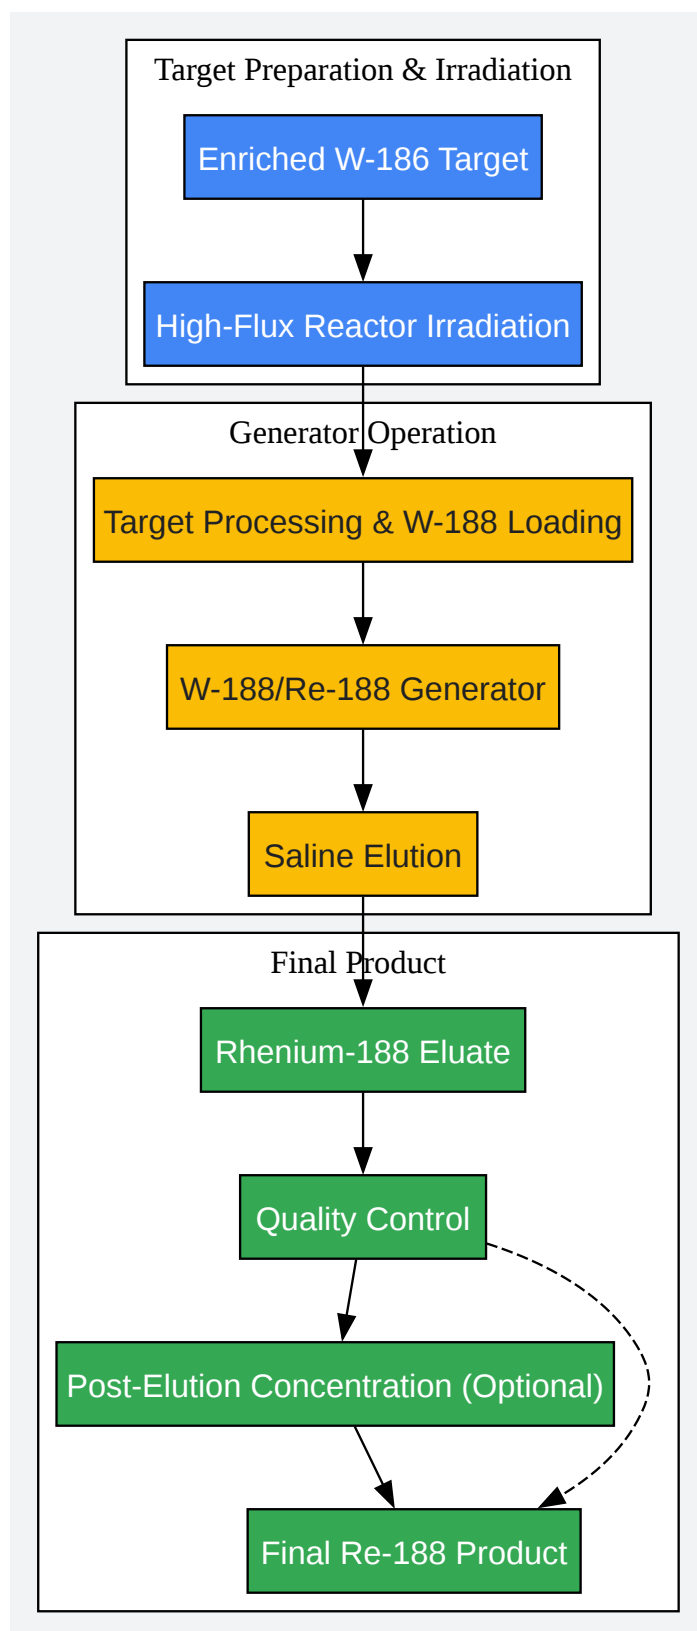 Target Preparation & Irradiation
Enriched W-186 Target
High-Flux Reactor Irradiation
Generator Operation
Target Processing & W-188 Loading
W-188/Re-188 Generator
Saline Elution
Final Product
Rhenium-188 Eluate
Quality Control
Post-Elution Concentration (Optional)
Final Re-188 Product